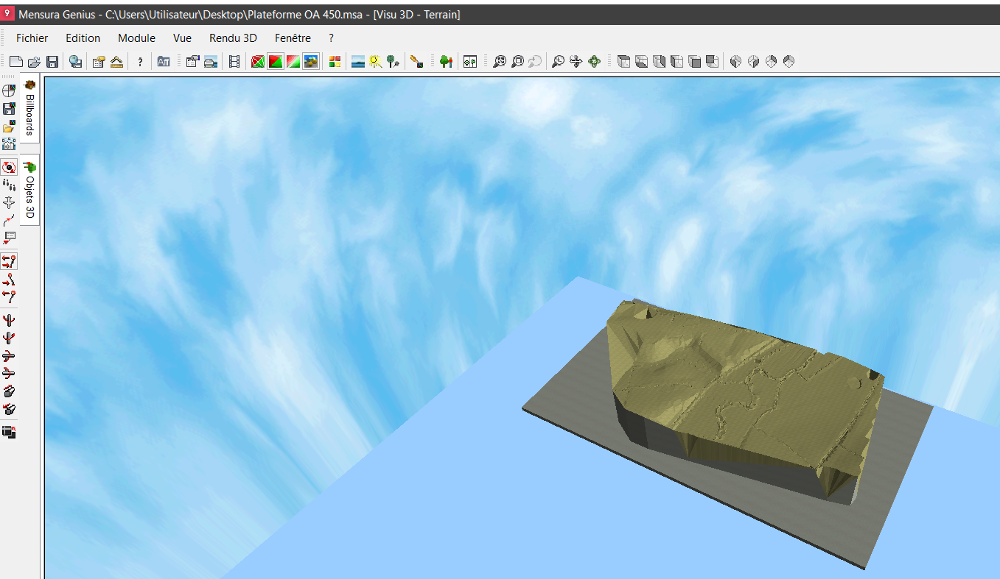 Mensura Genius - C:\Users\Utilisateur\Desktop\Plateforme OA 450.msa - [Visu 3D - Terrain]
Fichier Edition Module Vue Rendu 3D Fenêtre ?
? Aff
Billboards
Objets 3D